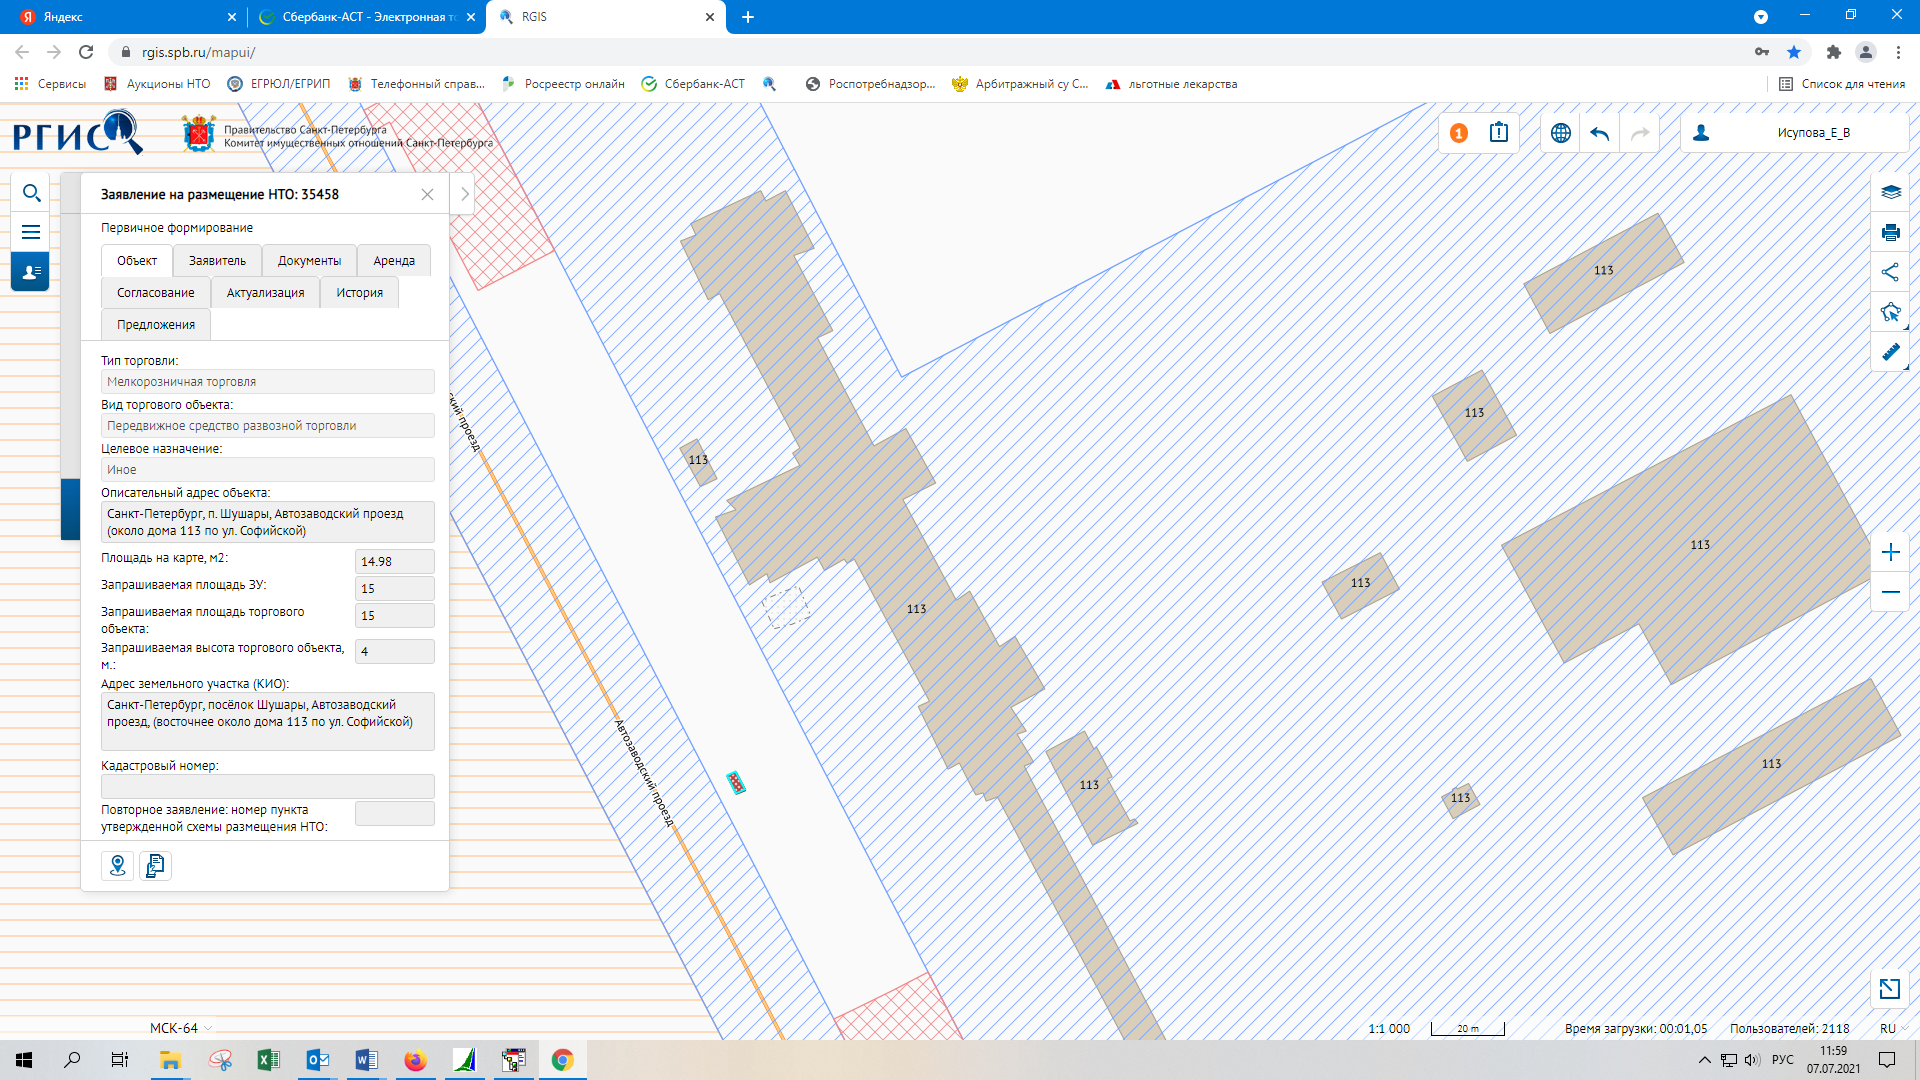 Яндекс
Сбербанк-АСТ - Электронная то
RGIS
rgis.spb.ru/mapui/
Сервисы
Аукционы НТО
ЕГРЮЛ/ЕГРИП
Телефонный справ...
Росреестр онлайн
Сбербанк-АСТ
Роспотребнадзор...
Арбитражный су С...
льготные лекарства
Список для чтения
РГИС
Правительство Санкт-Петербурга
Комитет имущественных отношений Санкт-Петербурга
1
Исупова_Е_В
Заявление на размещение НТО: 35458
Первичное формирование
Объект
Заявитель
Документы
Аренда
Согласование
Актуализация
История
Предложения
Тип торговли:
Мелкорозничная торговля
Вид торгового объекта:
Передвижное средство развозной торговли
Целевое назначение:
Иное
Описательный адрес объекта:
Санкт-Петербург, п. Шушары, Автозаводский проезд
(около дома 113 по ул. Софийской)
Площадь на карте, м2:
14.98
Запрашиваемая площадь ЗУ:
15
Запрашиваемая площадь торгового
объекта:
15
Запрашиваемая высота торгового объекта,
м.:
4
Адрес земельного участка (КИО):
Санкт-Петербург, посёлок Шушары, Автозаводский
проезд, (восточнее около дома 113 по ул. Софийской)
Кадастровый номер:
Повторное заявление: номер пункта
утвержденной схемы размещения НТО:
ский проезд
Автозаводский проезд
113
113
113
113
113
113
113
113
113
МСК-64
1:1 000
20 m
Время загрузки: 00:01,05
Пользователей: 2118
RU
РУС
11:59
07.07.2021